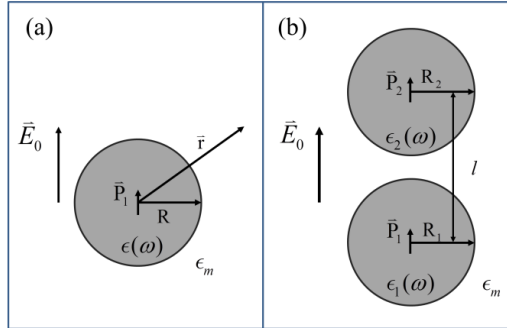 (a)
E⃗₀
r⃗
P⃗₁
R
ϵ(ω)
ϵₘ
(b)
P⃗₂ R₂
ϵ₂(ω)
E⃗₀
l
P⃗₁ R₁
ϵ₁(ω)
ϵₘ